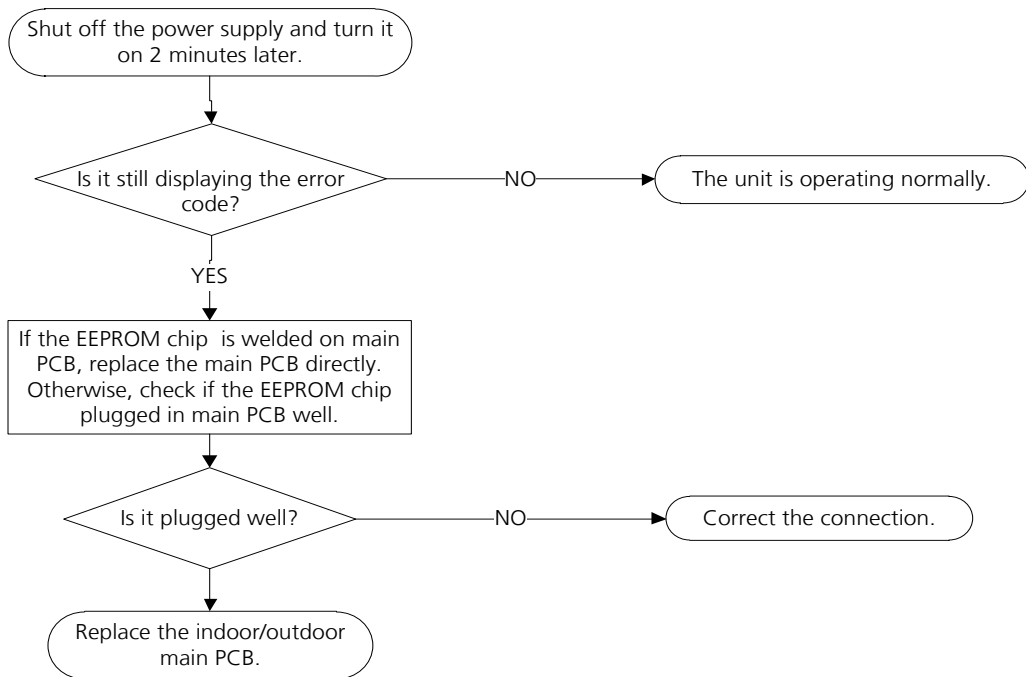 Shut off the power supply and turn it
on 2 minutes later.
Is it still displaying the error
code?
NO
The unit is operating normally.
YES
If the EEPROM chip  is welded on main
PCB, replace the main PCB directly.
Otherwise, check if the EEPROM chip
plugged in main PCB well.
Is it plugged well?
NO
Correct the connection.
Replace the indoor/outdoor
main PCB.